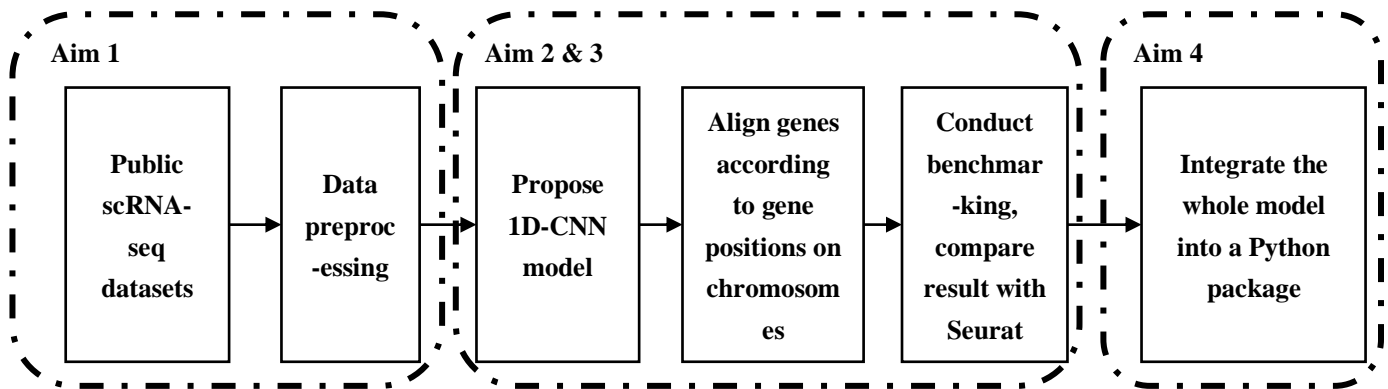 Aim 1
Public
scRNA-
seq
datasets
Data
preproc
-essing
Aim 2 & 3
Propose
1D-CNN
model
Align genes
according
to gene
positions on
chromosom
es
Conduct
benchmar
-king,
compare
result with
Seurat
Aim 4
Integrate the
whole model
into a Python
package